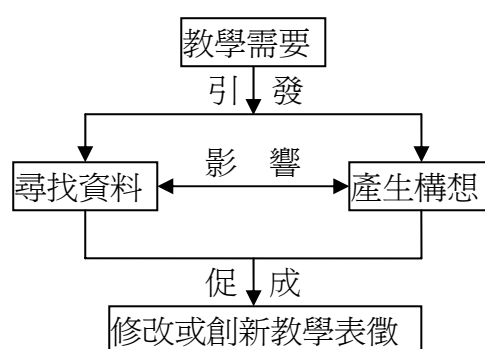 教學需要
引 發
影 響
尋找資料
產生構想
促 成
修改或創新教學表徵